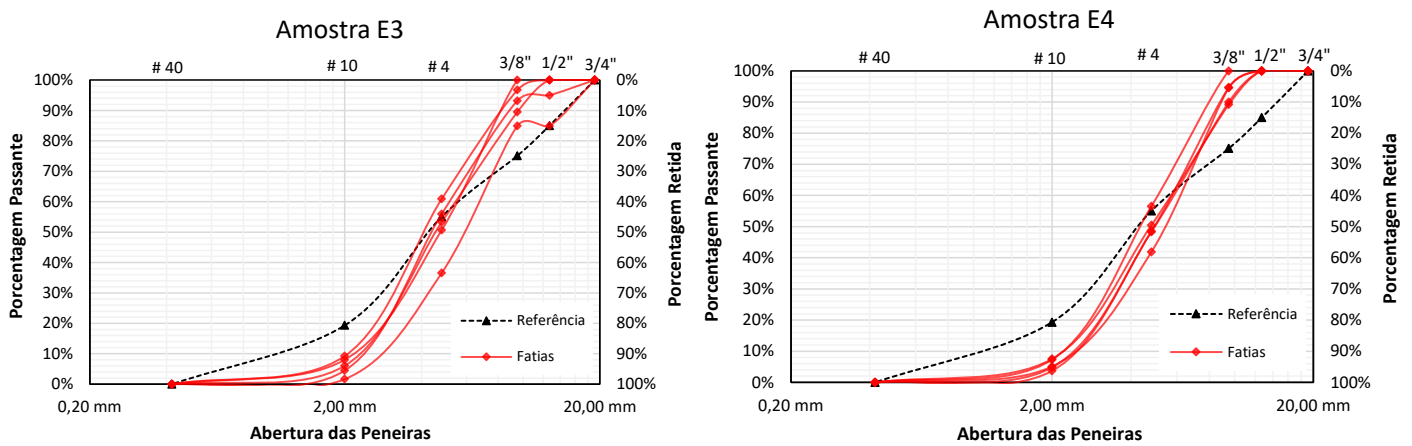 Amostra E3
# 40 # 10 # 4 3/8" 1/2" 3/4"
100% 0%
90% 10%
80% 20%
70% 30%
60% 40%
50% 50%
40% 60%
30% 70%
20% 80%
10% 90%
0% 100%
Porcentagem Passante
Porcentagem Retida
Referência
Fatias
0,20 mm 2,00 mm 20,00 mm
Abertura das Peneiras
Amostra E4
# 40 # 10 # 4 3/8" 1/2" 3/4"
100% 0%
90% 10%
80% 20%
70% 30%
60% 40%
50% 50%
40% 60%
30% 70%
20% 80%
10% 90%
0% 100%
Porcentagem Passante
Porcentagem Retida
Referência
Fatias
0,20 mm 2,00 mm 20,00 mm
Abertura das Peneiras